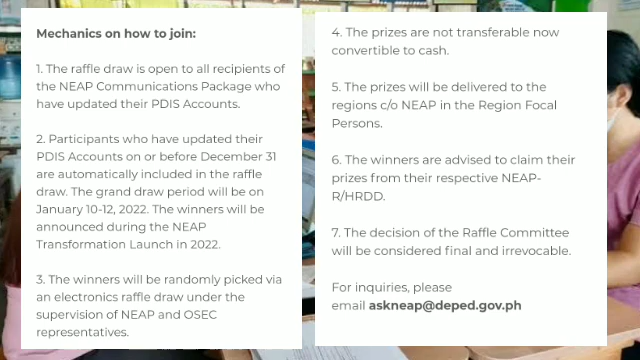 Mechanics on how to join:
1. The raffle draw is open to all recipients of
the NEAP Communications Package who
have updated their PDIS Accounts.
2. Participants who have updated their
PDIS Accounts on or before December 31
are automatically included in the raffle
draw. The grand draw period will be on
January 10-12, 2022. The winners will be
announced during the NEAP
Transformation Launch in 2022.
3. The winners will be randomly picked via
an electronics raffle draw under the
supervision of NEAP and OSEC
representatives.
4. The prizes are not transferable now
convertible to cash.
5. The prizes will be delivered to the
regions c/o NEAP in the Region Focal
Persons.
6. The winners are advised to claim their
prizes from their respective NEAP-
R/HRDD.
7. The decision of the Raffle Committee
will be considered final and irrevocable.
For inquiries, please
email askneap@deped.gov.ph